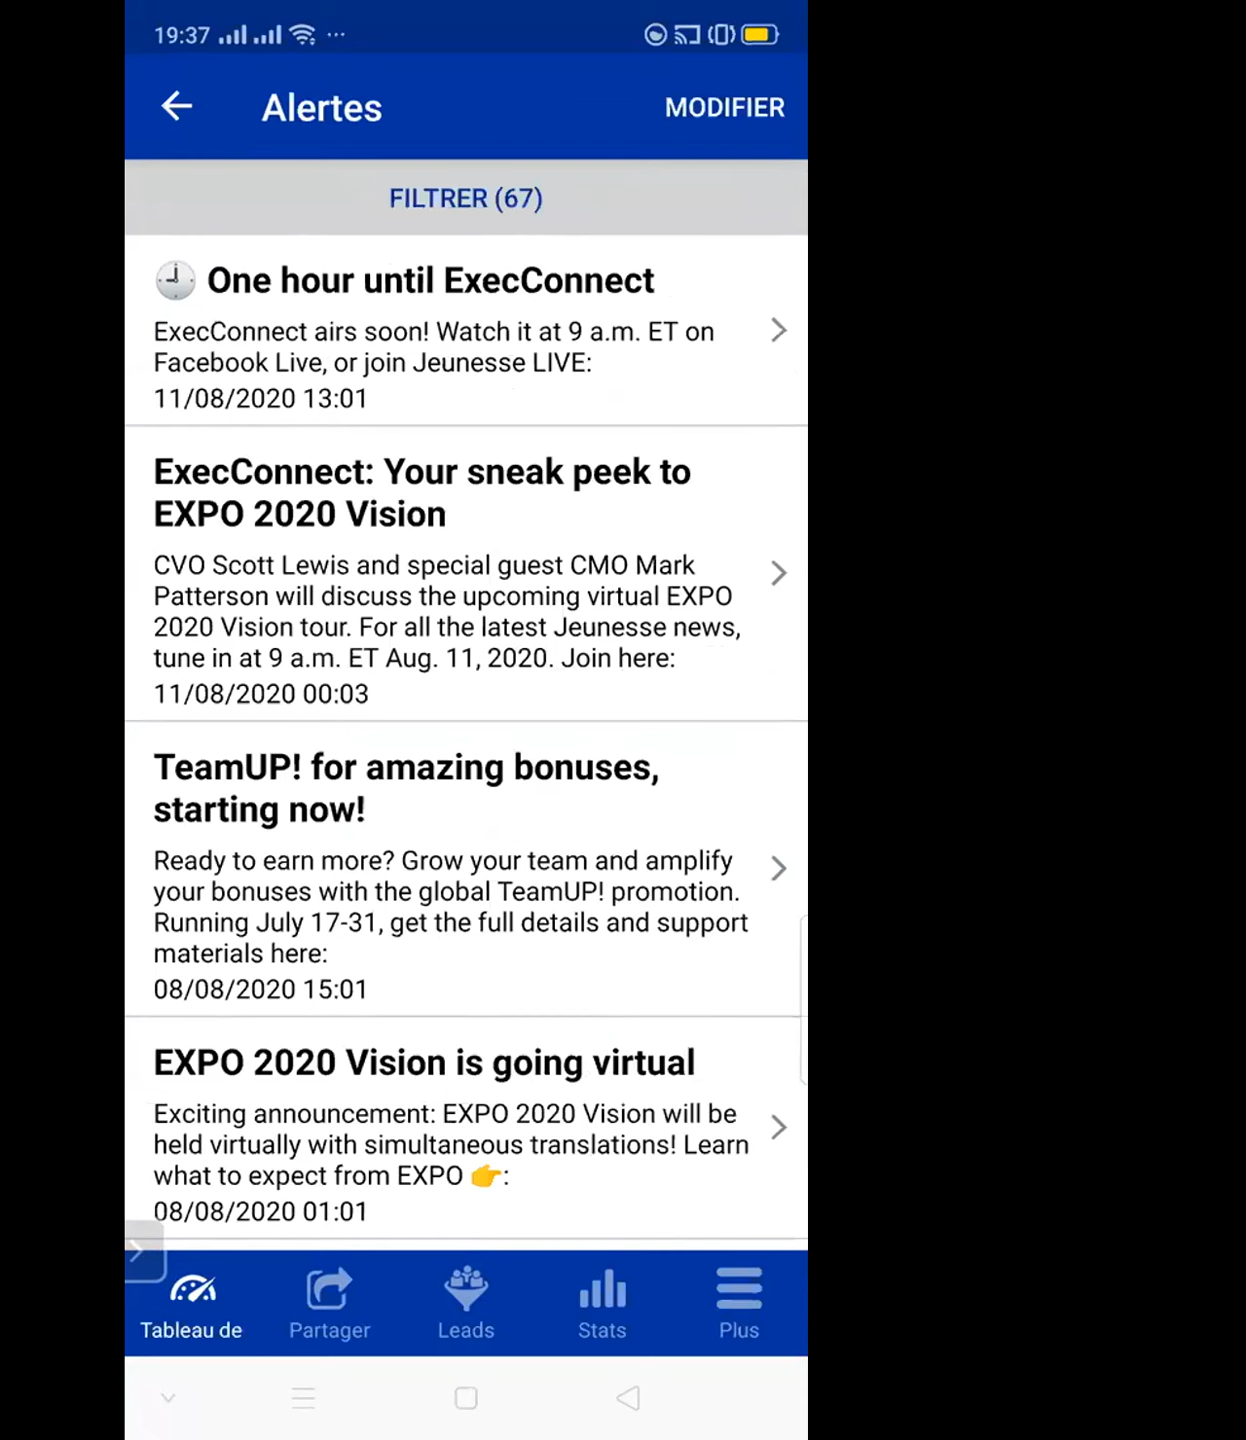 19:37
Alertes
MODIFIER
FILTRER (67)
One hour until ExecConnect
ExecConnect airs soon! Watch it at 9 a.m. ET on
Facebook Live, or join Jeunesse LIVE:
11/08/2020 13:01
ExecConnect: Your sneak peek to
EXPO 2020 Vision
CVO Scott Lewis and special guest CMO Mark
Patterson will discuss the upcoming virtual EXPO
2020 Vision tour. For all the latest Jeunesse news,
tune in at 9 a.m. ET Aug. 11, 2020. Join here:
11/08/2020 00:03
TeamUP! for amazing bonuses,
starting now!
Ready to earn more? Grow your team and amplify
your bonuses with the global TeamUP! promotion.
Running July 17-31, get the full details and support
materials here:
08/08/2020 15:01
EXPO 2020 Vision is going virtual
Exciting announcement: EXPO 2020 Vision will be
held virtually with simultaneous translations! Learn
what to expect from EXPO 👉:
08/08/2020 01:01
Tableau de
Partager
Leads
Stats
Plus